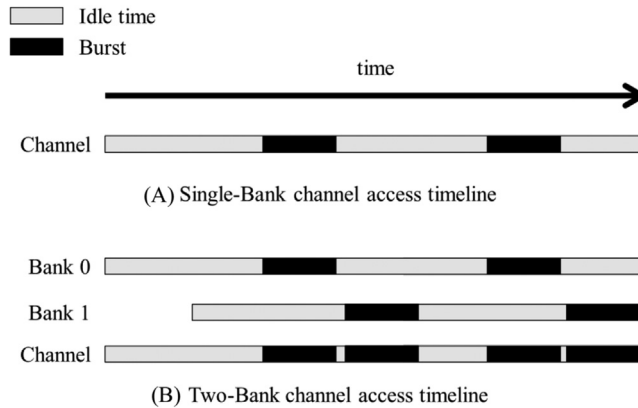 Idle time
Burst
time
Channel
(A) Single-Bank channel access timeline
Bank 0
Bank 1
Channel
(B) Two-Bank channel access timeline